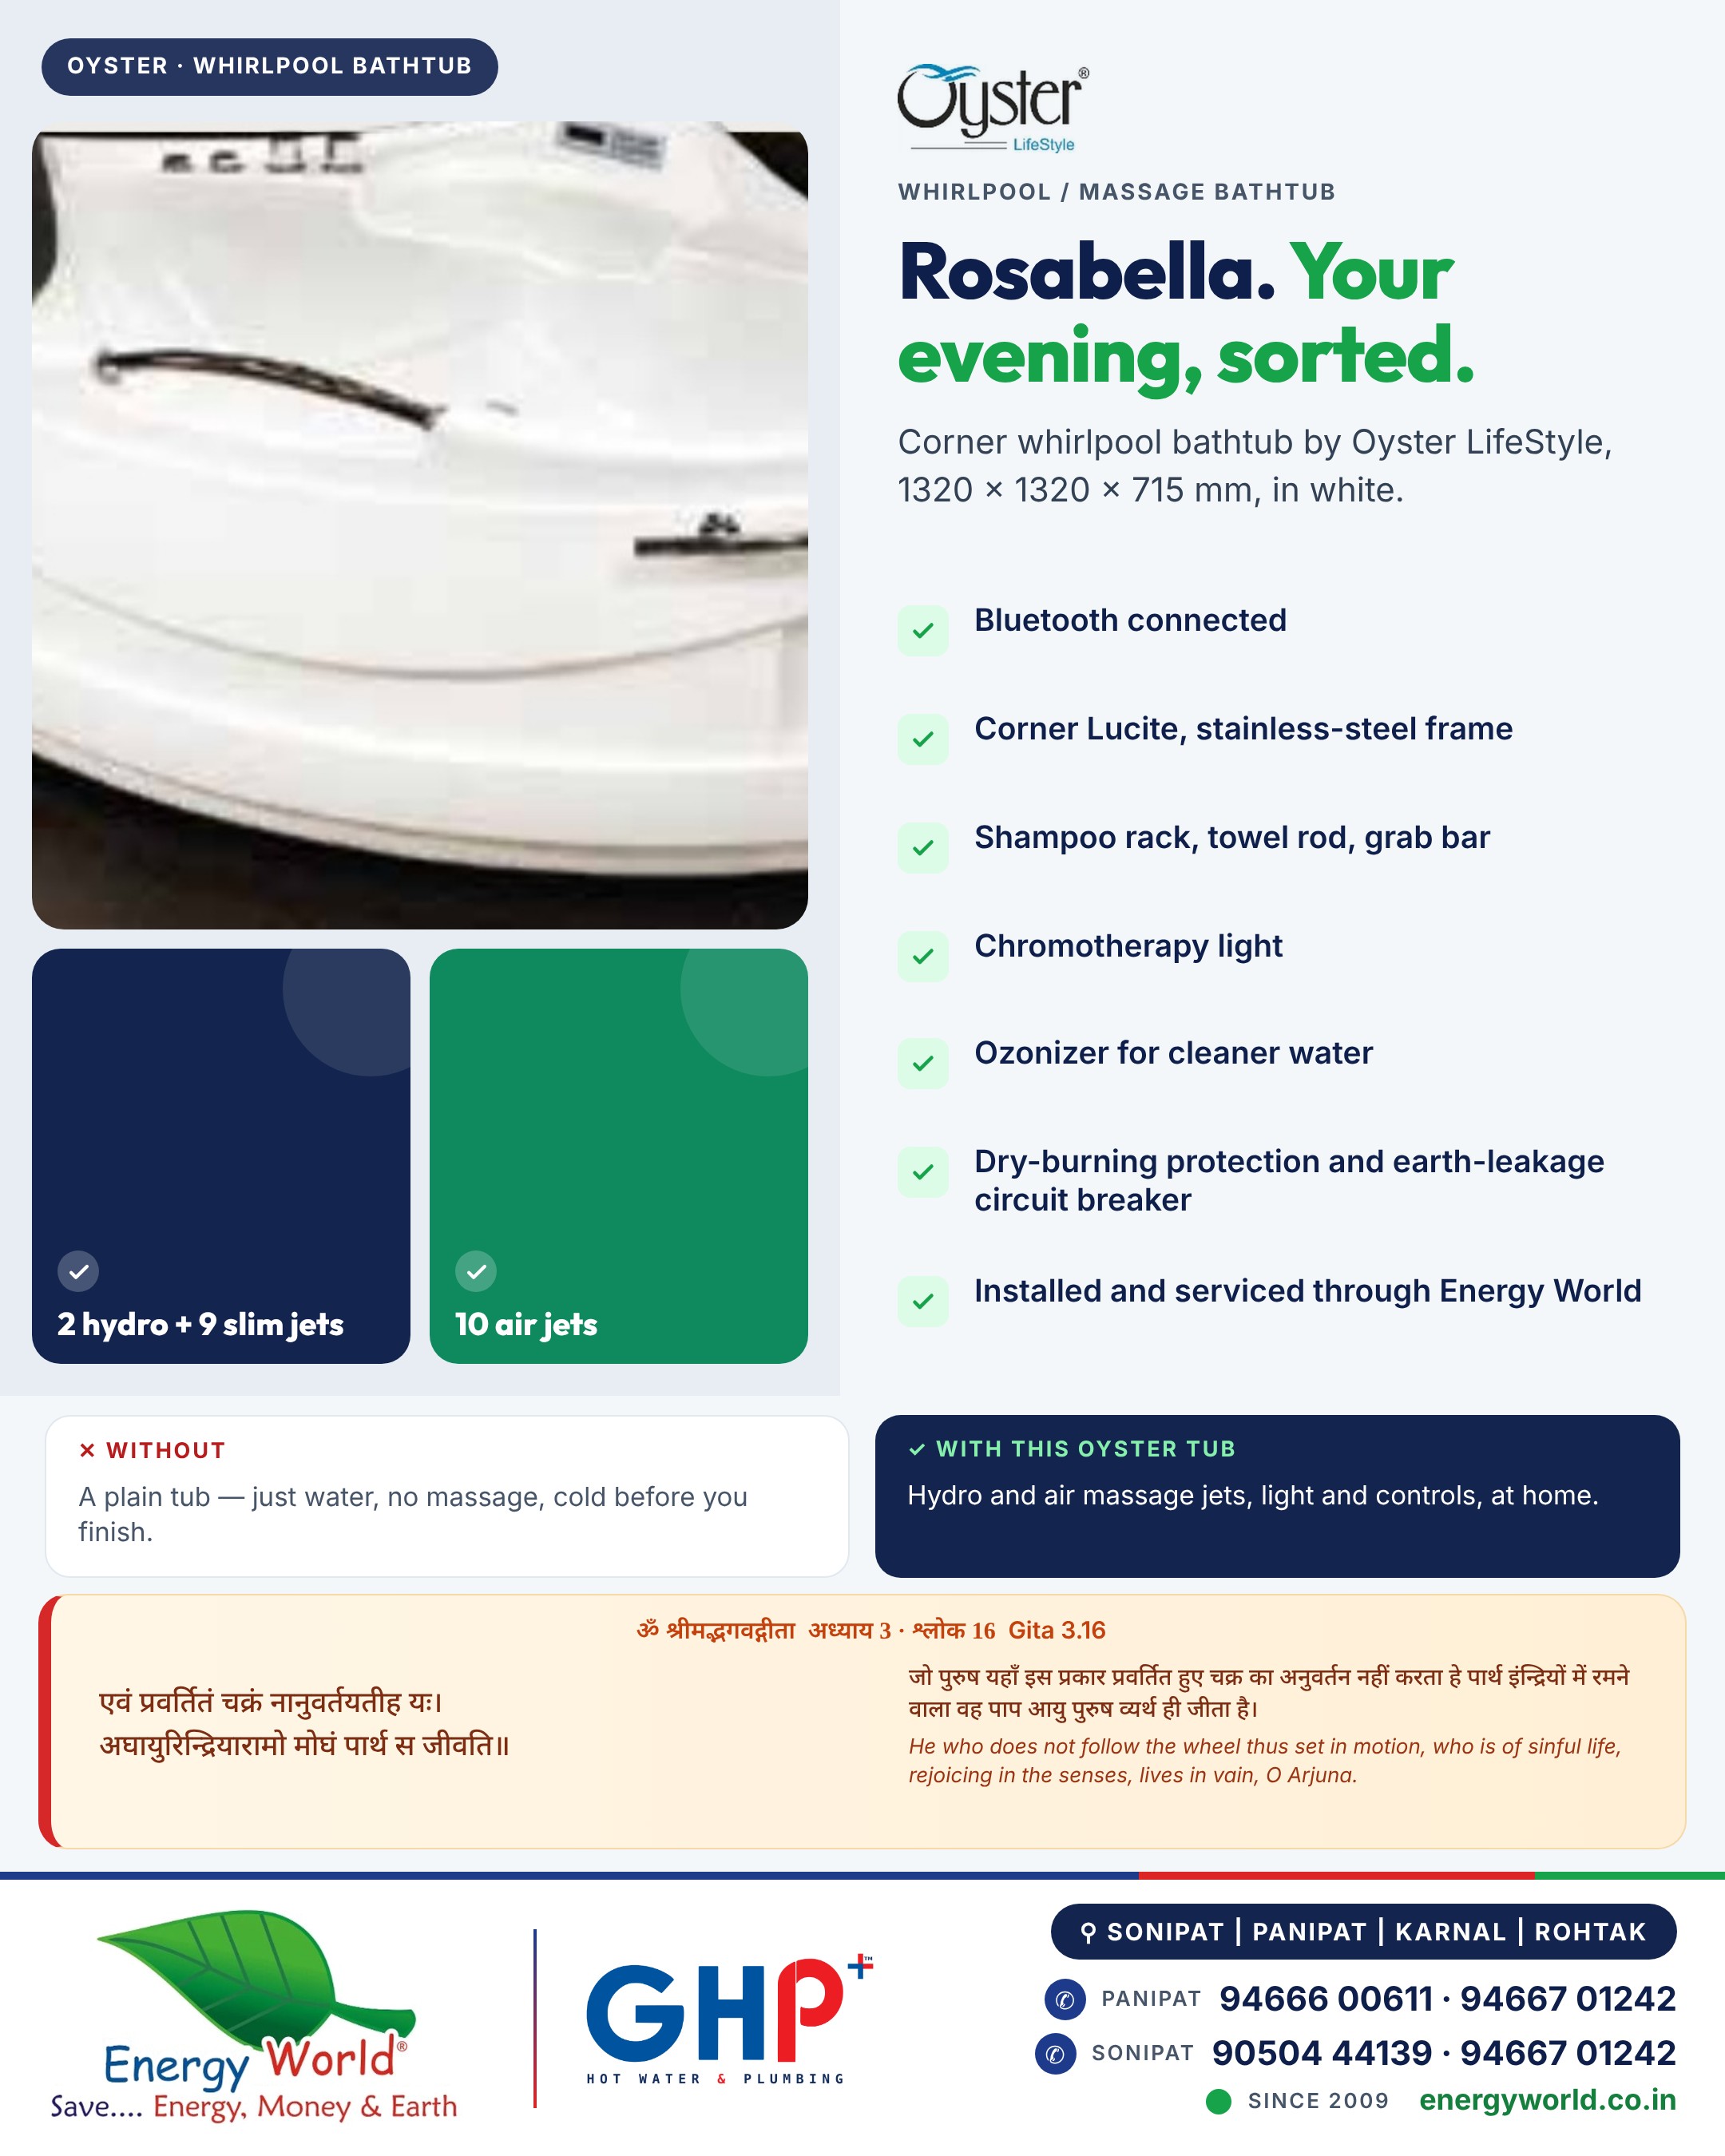 OYSTER · WHIRLPOOL BATHTUB
Oyster®
LifeStyle
WHIRLPOOL / MASSAGE BATHTUB
Rosabella. Your
evening, sorted.
Corner whirlpool bathtub by Oyster LifeStyle,
1320 × 1320 × 715 mm, in white.
Bluetooth connected
Corner Lucite, stainless-steel frame
Shampoo rack, towel rod, grab bar
Chromotherapy light
Ozonizer for cleaner water
Dry-burning protection and earth-leakage
circuit breaker
Installed and serviced through Energy World
2 hydro + 9 slim jets
10 air jets
✕ WITHOUT
A plain tub — just water, no massage, cold before you
finish.
✓ WITH THIS OYSTER TUB
Hydro and air massage jets, light and controls, at home.
ॐ श्रीमद्भगवद्गीता अध्याय 3 · श्लोक 16 Gita 3.16
एवं प्रवर्तितं चक्रं नानुवर्तयतीह यः।
अघायुरिन्द्रियारामो मोघं पार्थ स जीवति॥
जो पुरुष यहाँ इस प्रकार प्रवर्तित हुए चक्र का अनुवर्तन नहीं करता हे पार्थ इंन्द्रियों में रमने
वाला वह पाप आयु पुरुष व्यर्थ ही जीता है।
He who does not follow the wheel thus set in motion, who is of sinful life,
rejoicing in the senses, lives in vain, O Arjuna.
Energy World®
Save.... Energy, Money & Earth
GHP+™
HOT WATER & PLUMBING
SONIPAT | PANIPAT | KARNAL | ROHTAK
PANIPAT 94666 00611 · 94667 01242
SONIPAT 90504 44139 · 94667 01242
SINCE 2009 energyworld.co.in